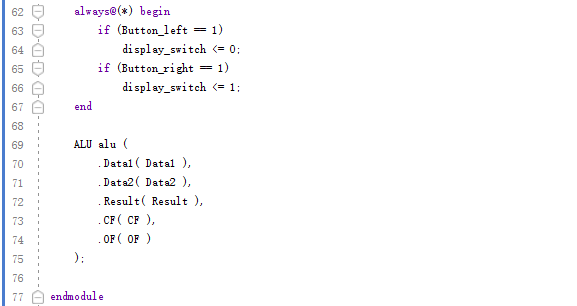 62 always@(*) begin
63 if (Button_left == 1)
64 display_switch <= 0;
65 if (Button_right == 1)
66 display_switch <= 1;
67 end
68
69 ALU alu (
70 .Data1( Data1 ),
71 .Data2( Data2 ),
72 .Result( Result ),
73 .CF( CF ),
74 .OF( OF )
75 );
76
77 endmodule